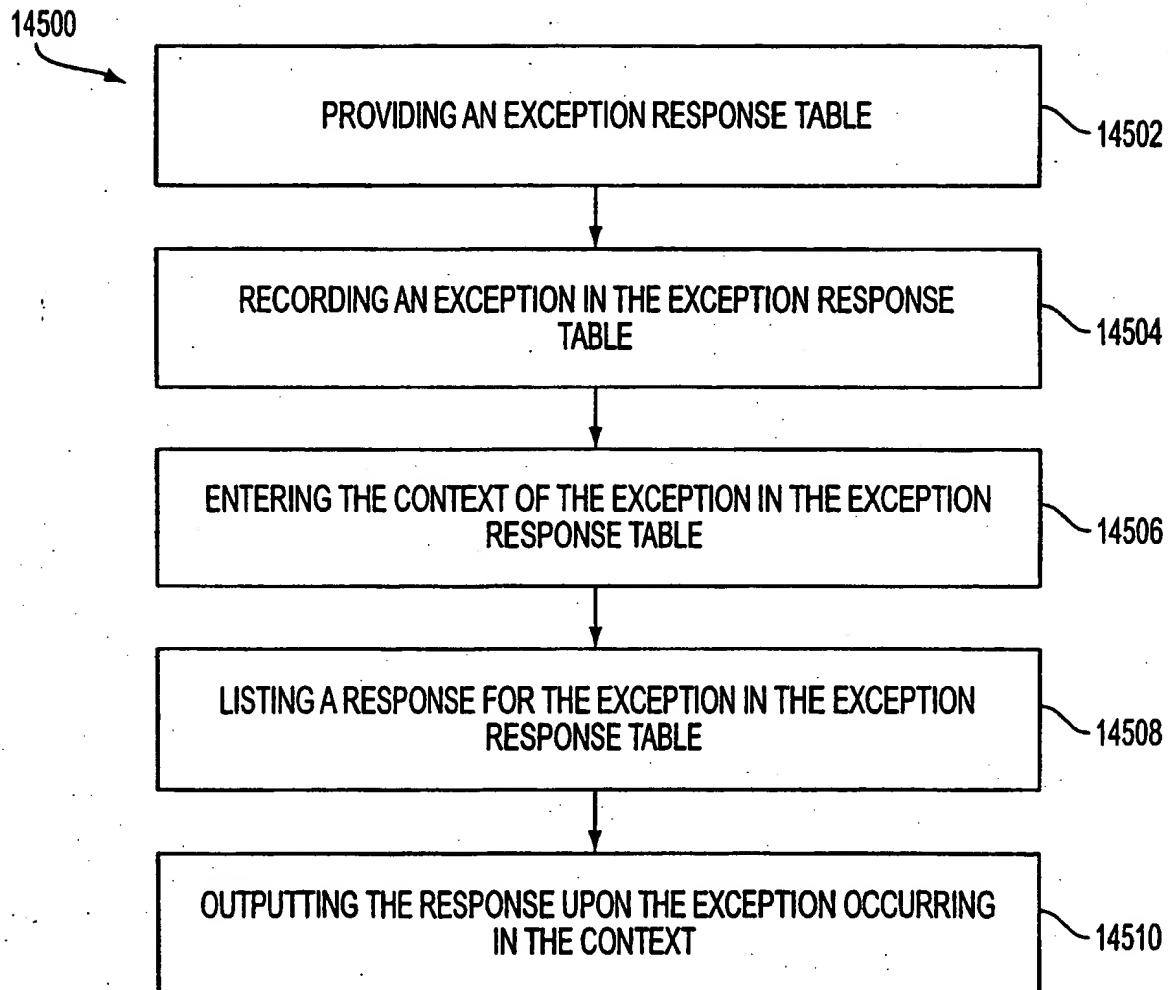 14500
PROVIDING AN EXCEPTION RESPONSE TABLE
14502
RECORDING AN EXCEPTION IN THE EXCEPTION RESPONSE
TABLE
14504
ENTERING THE CONTEXT OF THE EXCEPTION IN THE EXCEPTION
RESPONSE TABLE
14506
LISTING A RESPONSE FOR THE EXCEPTION IN THE EXCEPTION
RESPONSE TABLE
14508
OUTPUTTING THE RESPONSE UPON THE EXCEPTION OCCURRING
IN THE CONTEXT
14510